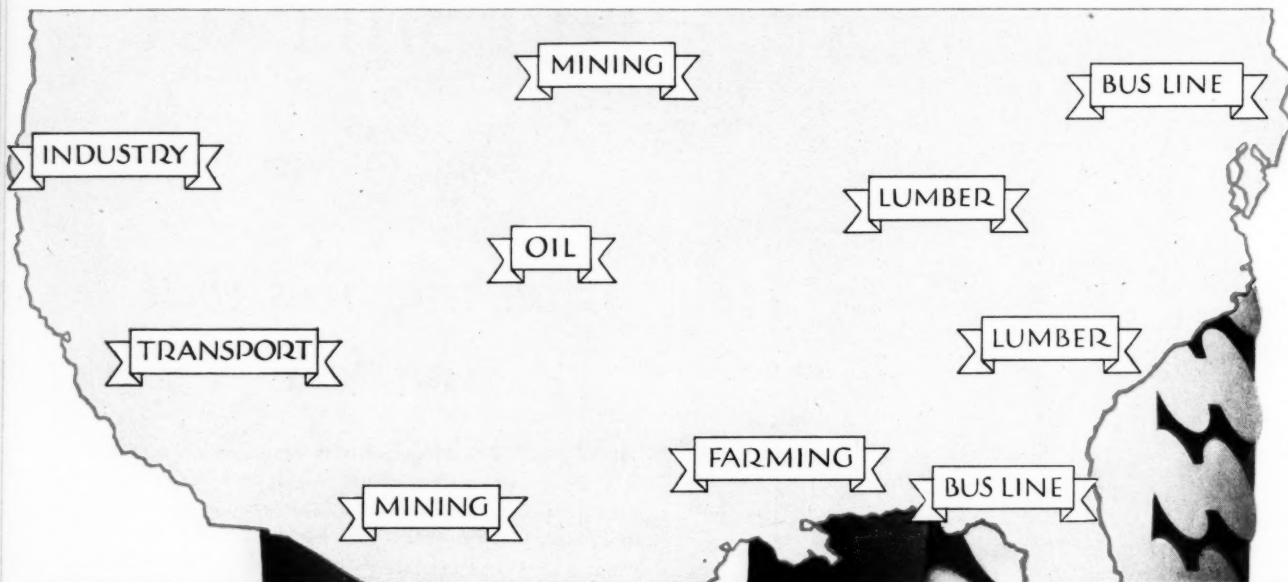 MINING
BUS LINE
INDUSTRY
LUMBER
OIL
TRANSPORT
LUMBER
FARMING
BUS LINE
MINING